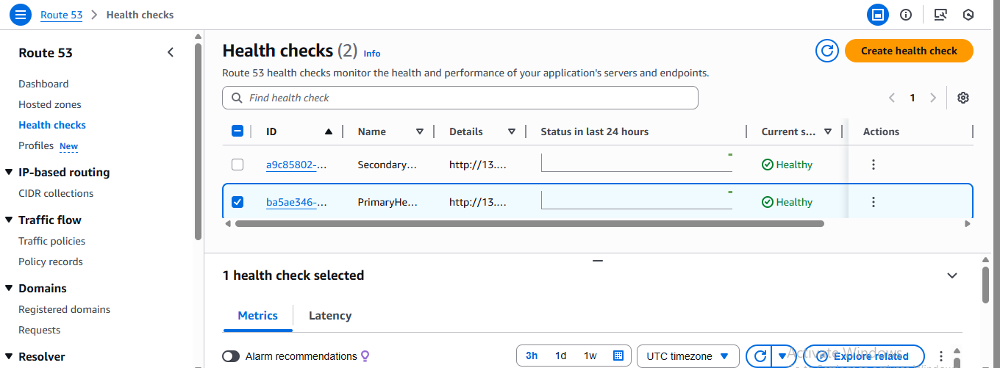 Route 53 > Health checks
Route 53
Dashboard
Hosted zones
Health checks
Profiles New
IP-based routing
CIDR collections
Traffic flow
Traffic policies
Policy records
Domains
Registered domains
Requests
Resolver
Health checks (2) Info
Create health check
Route 53 health checks monitor the health and performance of your application's servers and endpoints.
Find health check
1
ID Name Details Status in last 24 hours Current s... Actions
a9c85802-... Secondary... http://13.... Healthy
ba5ae346-... PrimaryHe... http://13.... Healthy
1 health check selected
Metrics Latency
Alarm recommendations 3h 1d 1w UTC timezone Explore related
Activate Windows